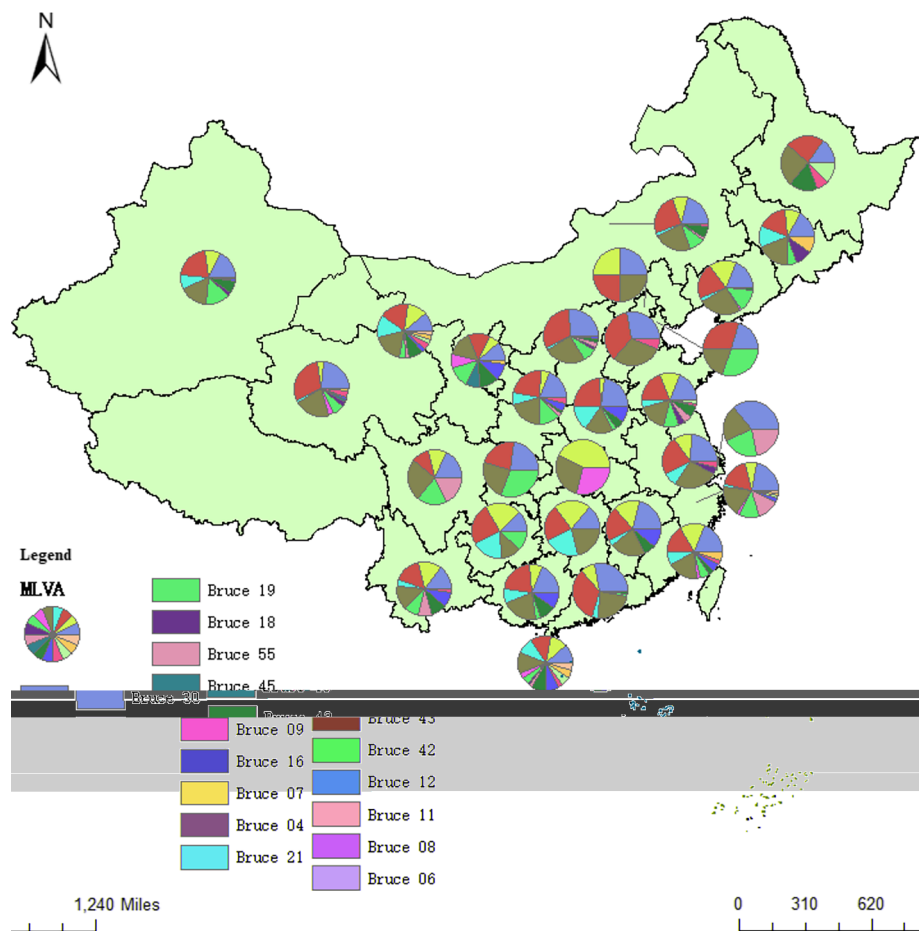 N
Legend
MLVA
Bruce 19
Bruce 18
Bruce 55
Bruce 45
Bruce 30
Bruce 43
Bruce 09
Bruce 42
Bruce 16
Bruce 12
Bruce 07
Bruce 11
Bruce 04
Bruce 08
Bruce 21
Bruce 06
1,240 Miles
0 310 620